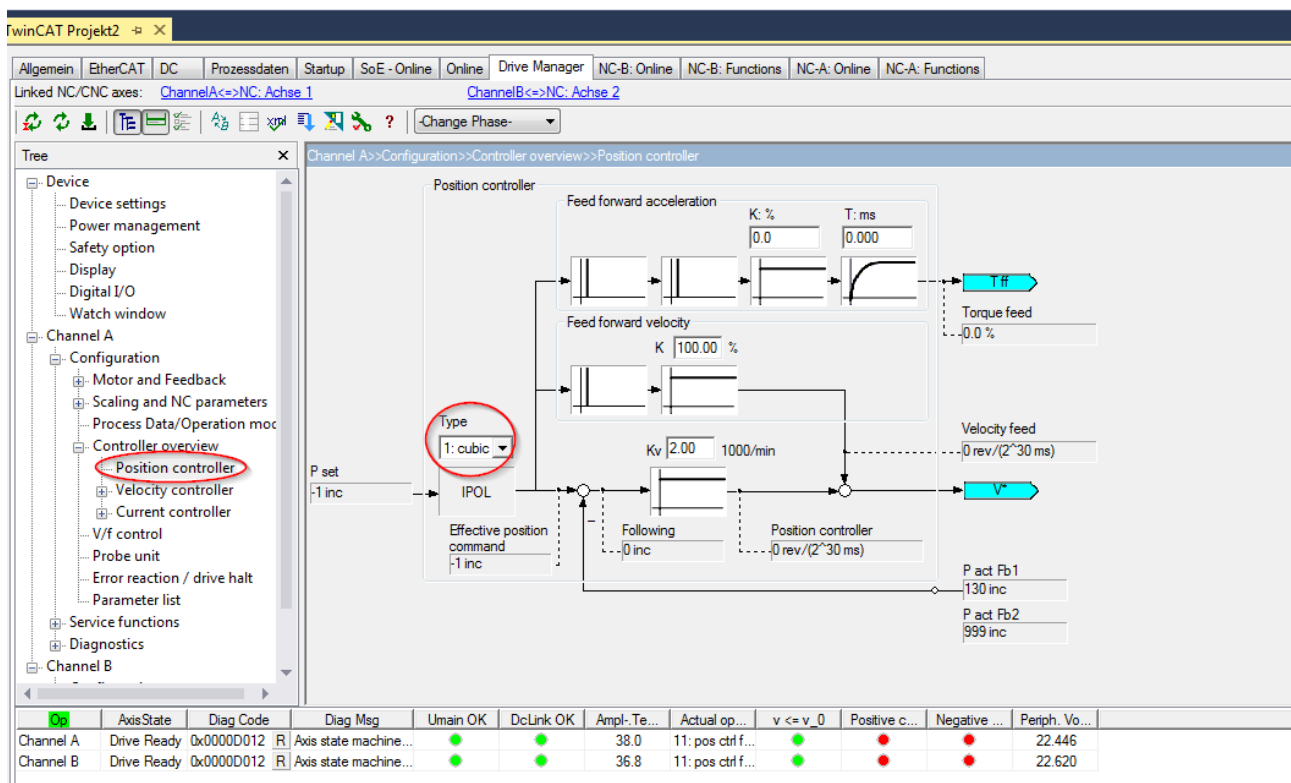 TwinCAT Projekt2
Allgemein EtherCAT DC Prozessdaten Startup SoE - Online Online Drive Manager NC-B: Online NC-B: Functions NC-A: Online NC-A: Functions
Linked NC/CNC axes: ChannelA<=>NC: Achse 1 ChannelB<=>NC: Achse 2
TE xml ? -Change Phase-
Tree
Channel A>>Configuration>>Controller overview>>Position controller
Device
Device settings
Power management
Safety option
Display
Digital I/O
Watch window
Channel A
Configuration
Motor and Feedback
Scaling and NC parameters
Process Data/Operation mod
Controller overview
Position controller
Velocity controller
Current controller
V/f control
Probe unit
Error reaction / drive halt
Parameter list
Service functions
Diagnostics
Channel B
Position controller
Feed forward acceleration
K: % T: ms
0.0 0.000
T ff
Torque feed
0.0 %
Feed forward velocity
K 100.00 %
Type
1: cubic
Kv 2.00 1000/min
Velocity feed
0 rev/(2^30 ms)
P set
-1 inc
IPOL
V*
Effective position
command
-1 inc
Following
0 inc
Position controller
0 rev/(2^30 ms)
P act Fb1
130 inc
P act Fb2
999 inc
Op AxisState Diag Code Diag Msg Umain OK DcLink OK Ampl-.Te... Actual op... v <= v_0 Positive c... Negative ... Periph. Vo...
Channel A Drive Ready 0x0000D012 R Axis state machine... 38.0 11: pos ctrl f... 22.446
Channel B Drive Ready 0x0000D012 R Axis state machine... 36.8 11: pos ctrl f... 22.620